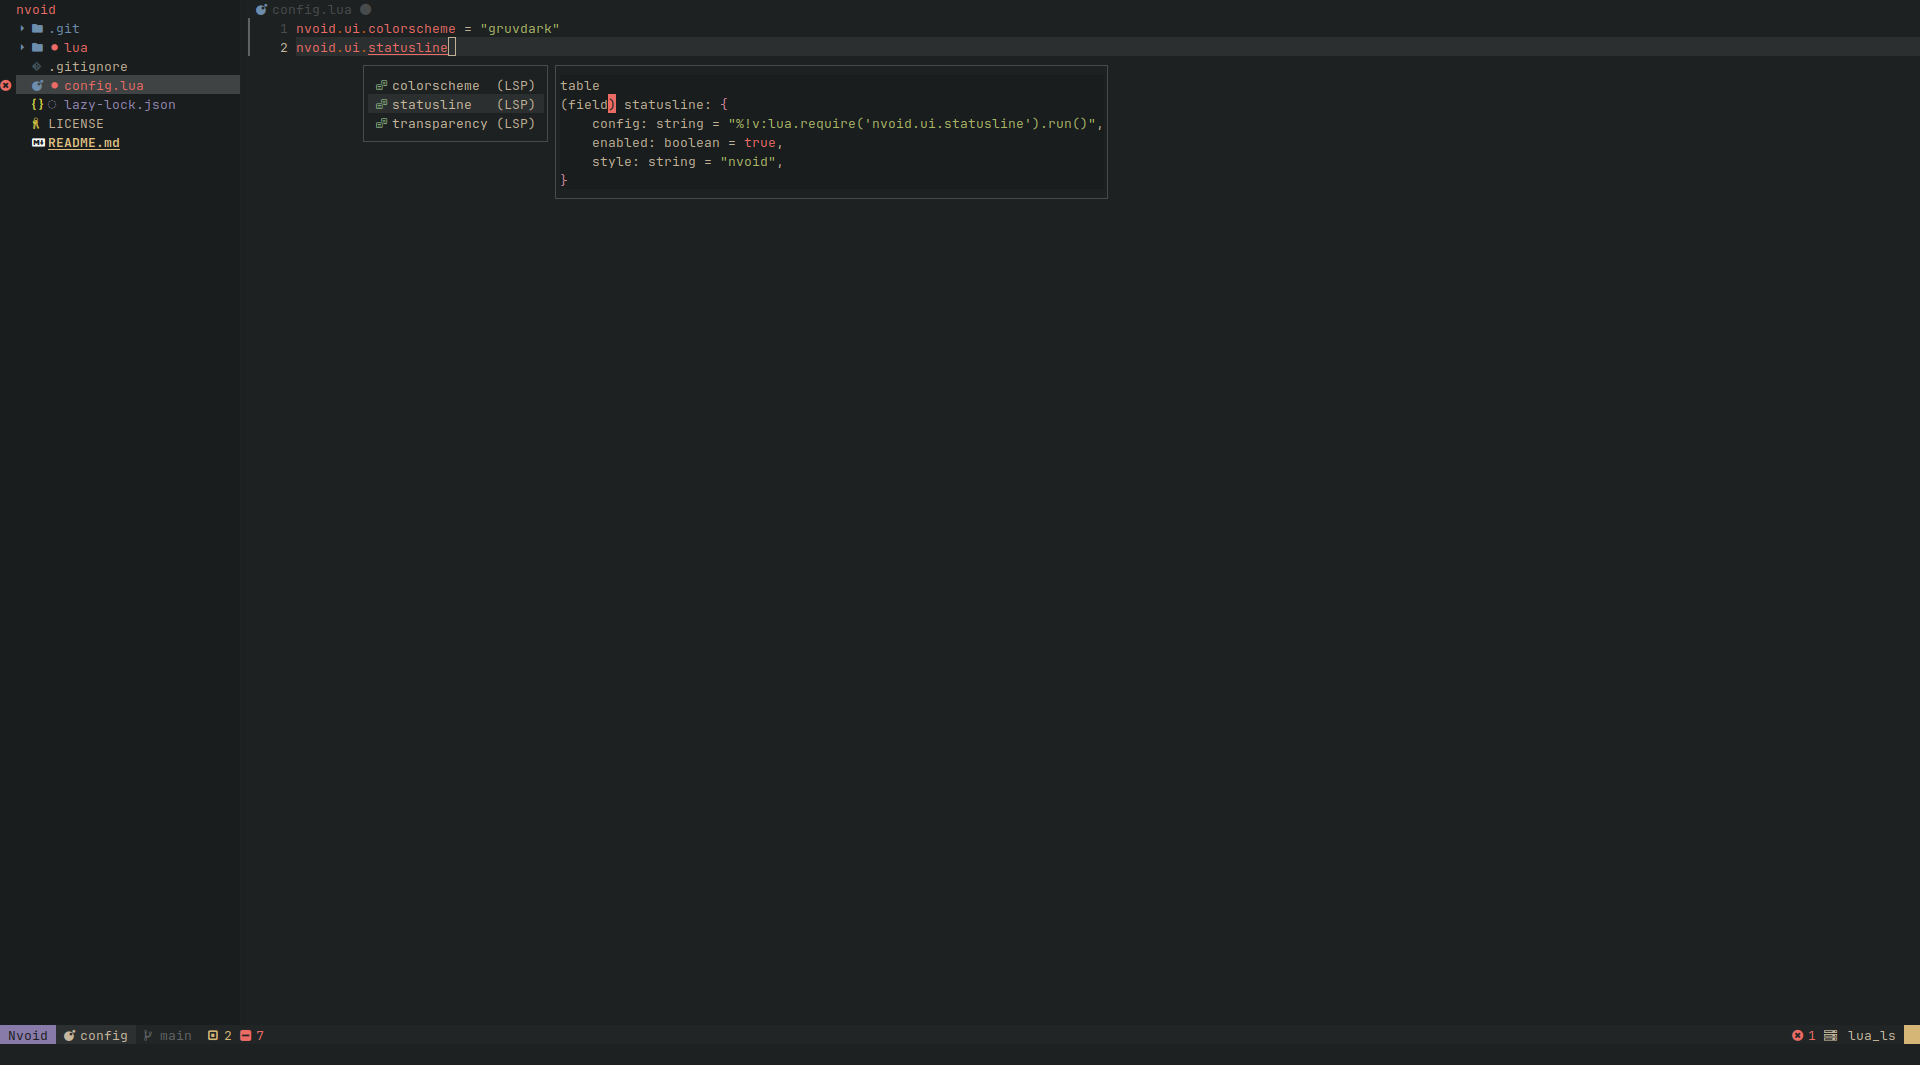 nvoid
.git
lua
.gitignore
config.lua
lazy-lock.json
LICENSE
README.md
config.lua
1 nvoid.ui.colorscheme = "gruvdark"
2 nvoid.ui.statusline
colorscheme (LSP)
statusline (LSP)
transparency (LSP)
table
(field) statusline: {
    config: string = "%!v:lua.require('nvoid.ui.statusline').run()",
    enabled: boolean = true,
    style: string = "nvoid",
}
Nvoid config main 2 7 1 lua_ls